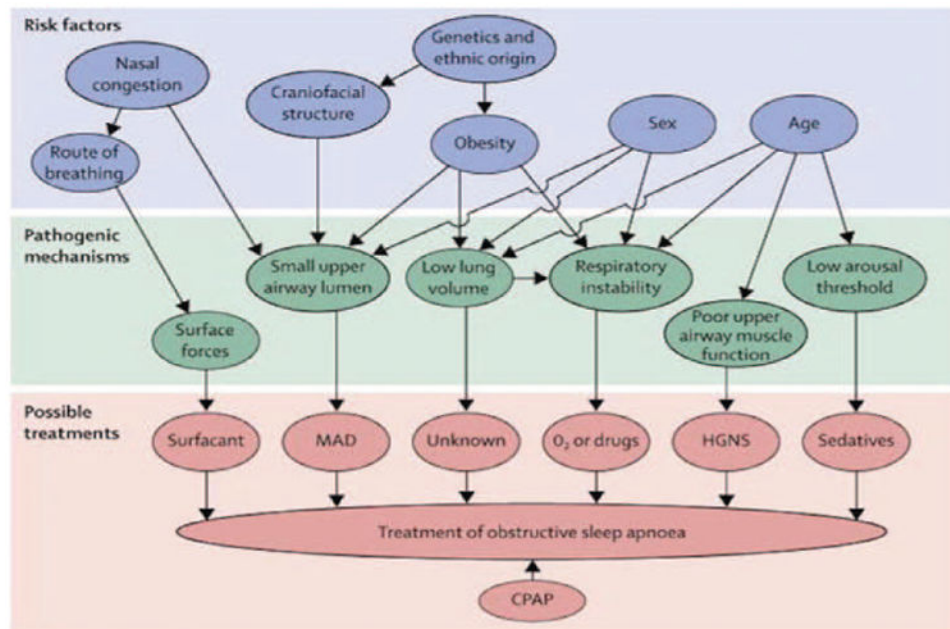 Risk factors
Genetics and
ethnic origin
Nasal
congestion
Craniofacial
structure
Sex
Age
Obesity
Route of
breathing
Pathogenic
mechanisms
Small upper
airway lumen
Low lung
volume
Respiratory
instability
Low arousal
threshold
Surface
forces
Poor upper
airway muscle
function
Possible
treatments
Surfacant
MAD
Unknown
O₂ or drugs
HGNS
Sedatives
Treatment of obstructive sleep apnoea
CPAP